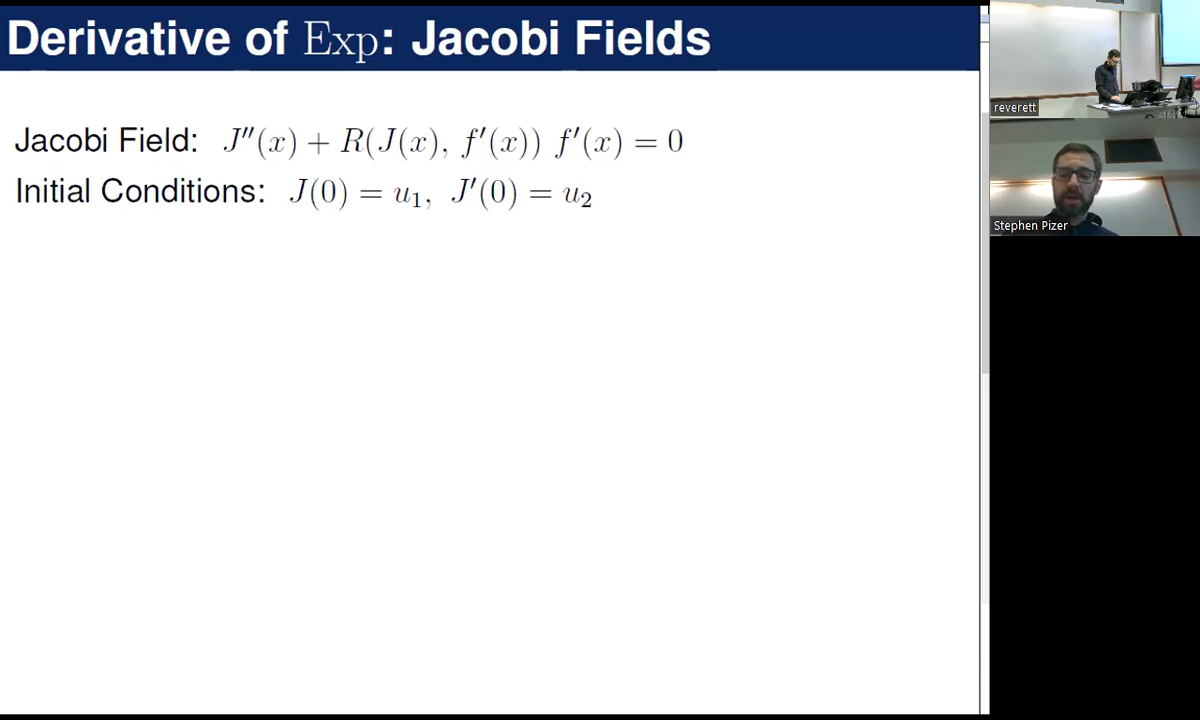 Derivative of Exp: Jacobi Fields
Jacobi Field: J″(x) + R(J(x), f′(x)) f′(x) = 0
Initial Conditions: J(0) = u₁, J′(0) = u₂
reverett
Stephen Pizer